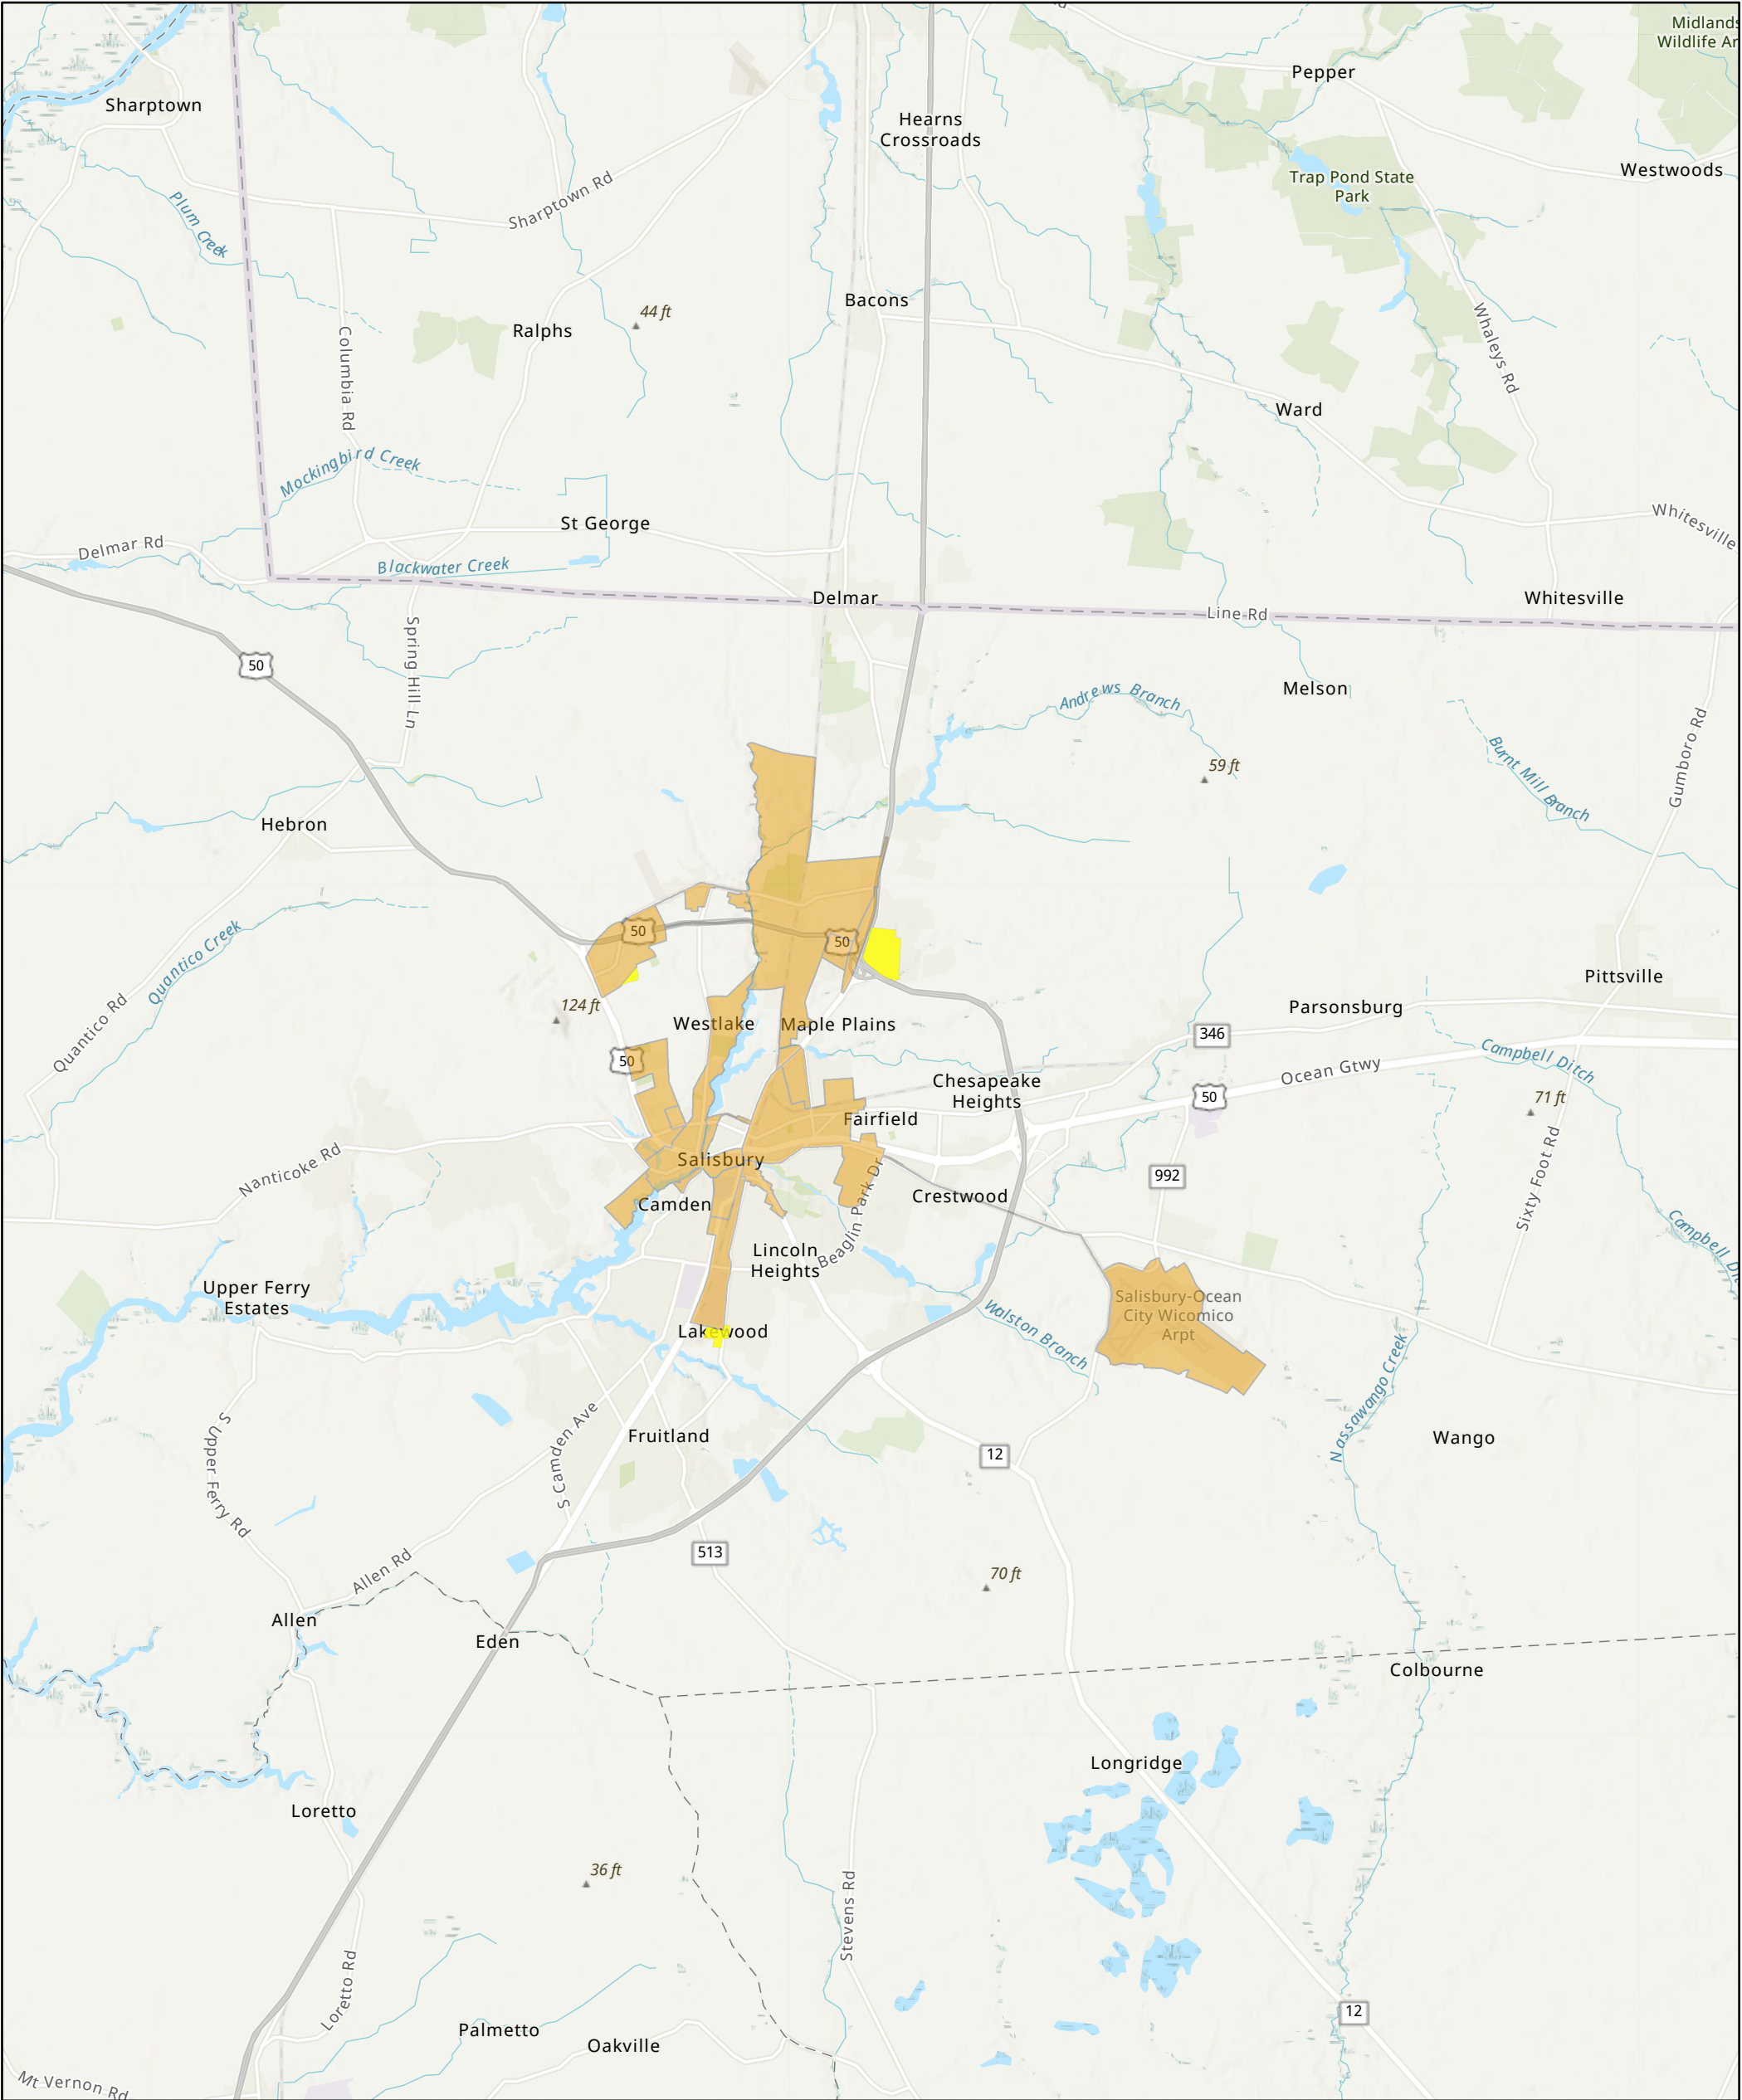 Midlands
Wildlife Ar
Pepper
Sharptown
Hearns
Crossroads
Westwoods
Trap Pond State
Park
Sharptown Rd
Plum Creek
Bacons
44 ft
Ralphs
Columbia Rd
Whaleys Rd
Ward
Mockingbird Creek
St George
Whitesville
Delmar Rd
Blackwater Creek
Delmar
Whitesville
Line Rd
Spring Hill Ln
50
Melson
Andrews Branch
Gumboro Rd
59 ft
Burnt Mill Branch
Hebron
Quantico Creek
50
50
Pittsville
124 ft
Parsonsburg
Quantico Rd
Westlake
Maple Plains
346
50
Campbell Ditch
Ocean Gtwy
Chesapeake
Heights
50
71 ft
Fairfield
Nanticoke Rd
Salisbury
992
Sixty Foot Rd
Camden
Crestwood
Beaglin Park Dr
Campbell Dit
Lincoln
Heights
Upper Ferry
Estates
Salisbury-Ocean
City Wicomico
Arpt
Lakewood
Walston Branch
Nassawango Creek
S Upper Ferry Rd
S Camden Ave
Fruitland
12
Wango
513
Allen Rd
70 ft
Allen
Eden
Colbourne
Longridge
Loretto
36 ft
Stevens Rd
Loretto Rd
12
Palmetto
Oakville
Mt Vernon Rd